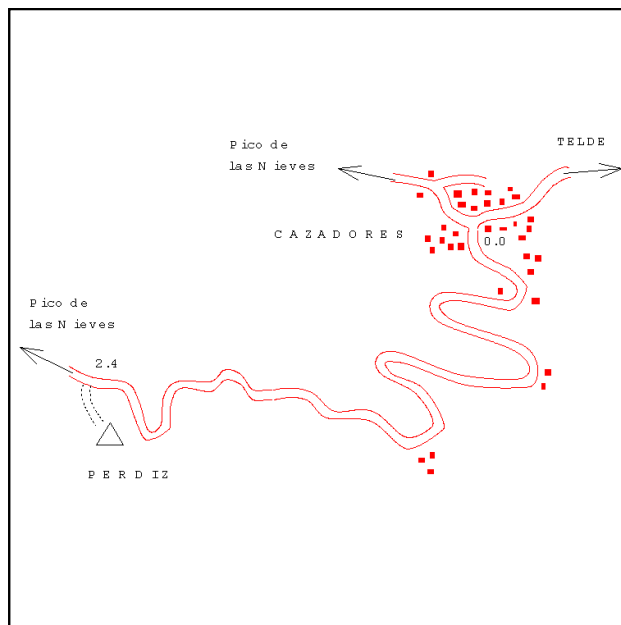 Pico de
las Nieves
TELDE
CAZADORES
0.0
Pico de
las Nieves
2.4
PERDIZ